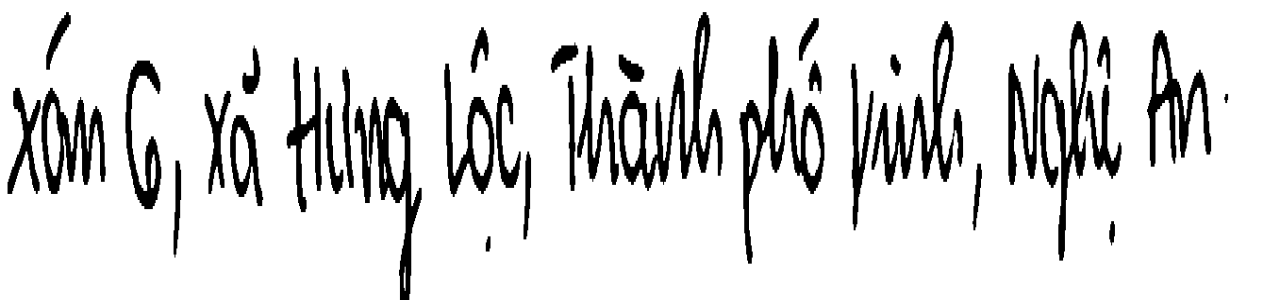 xóm 6, xã Hưng Lộc, Thành phố Vinh, Nghệ An.